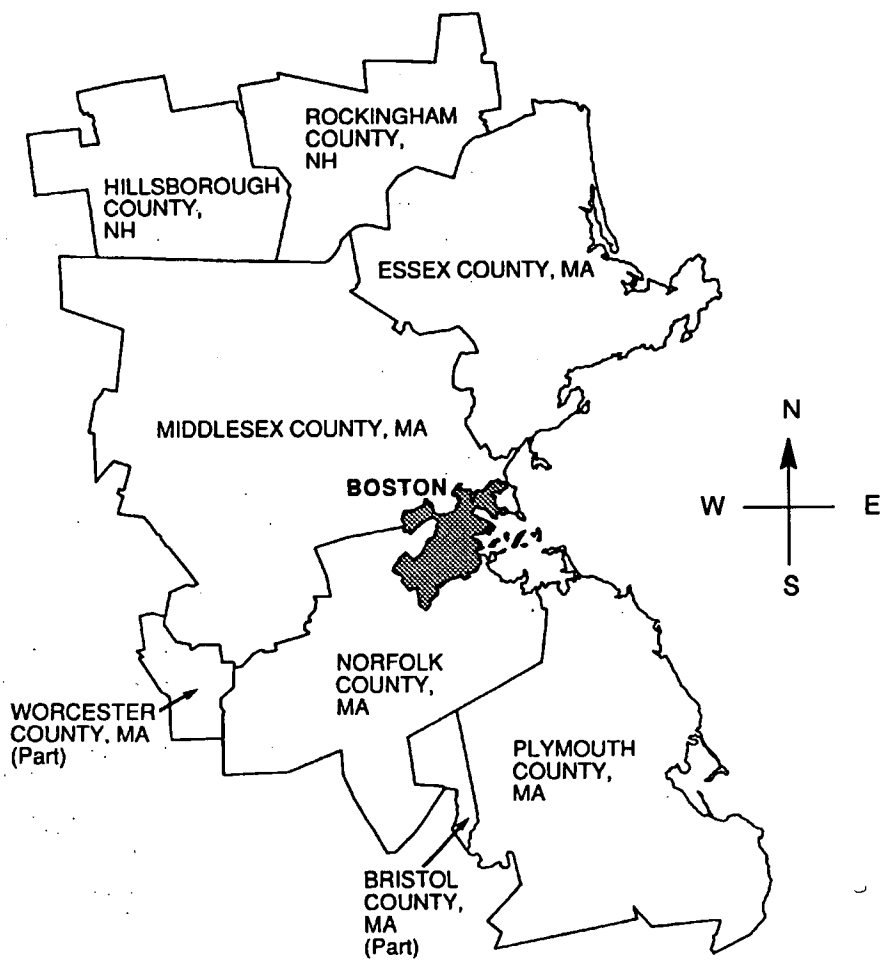 ROCKINGHAM
COUNTY,
NH
HILLSBOROUGH
COUNTY,
NH
ESSEX COUNTY, MA
MIDDLESEX COUNTY, MA
N
W
E
S
BOSTON
NORFOLK
COUNTY,
MA
WORCESTER
COUNTY, MA
(Part)
PLYMOUTH
COUNTY,
MA
BRISTOL
COUNTY,
MA
(Part)